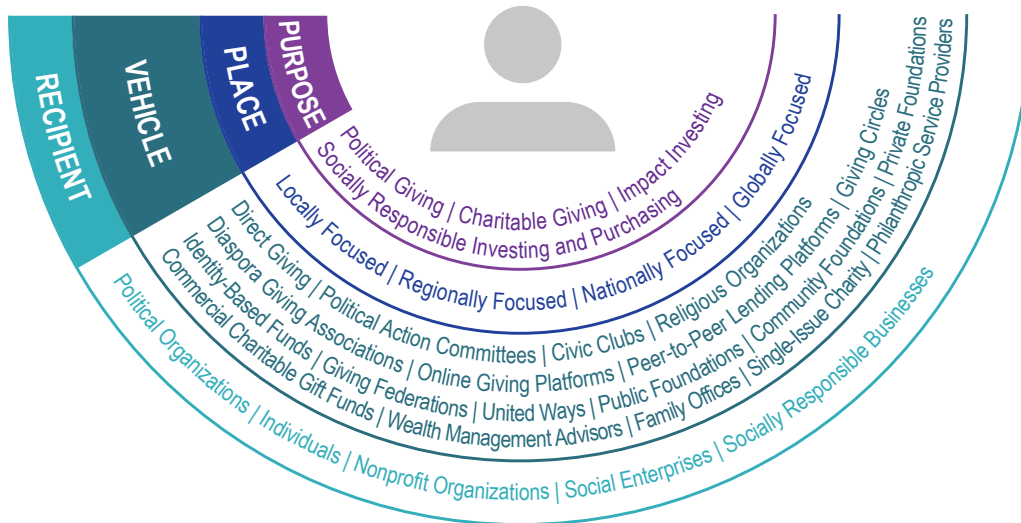 RECIPIENT
VEHICLE
PLACE
PURPOSE
Political Giving | Charitable Giving | Impact Investing
Socially Responsible Investing and Purchasing
Locally Focused | Regionally Focused | Nationally Focused | Globally Focused
Direct Giving | Political Action Committees | Civic Clubs | Religious Organizations
Diaspora Giving Associations | Online Giving Platforms | Peer-to-Peer Lending Platforms | Giving Circles
Identity-Based Funds | Giving Federations | United Ways | Public Foundations | Community Foundations | Private Foundations
Commercial Charitable Gift Funds | Wealth Management Advisors | Family Offices | Single-Issue Charity | Philanthropic Service Providers
Political Organizations | Individuals | Nonprofit Organizations | Social Enterprises | Socially Responsible Businesses